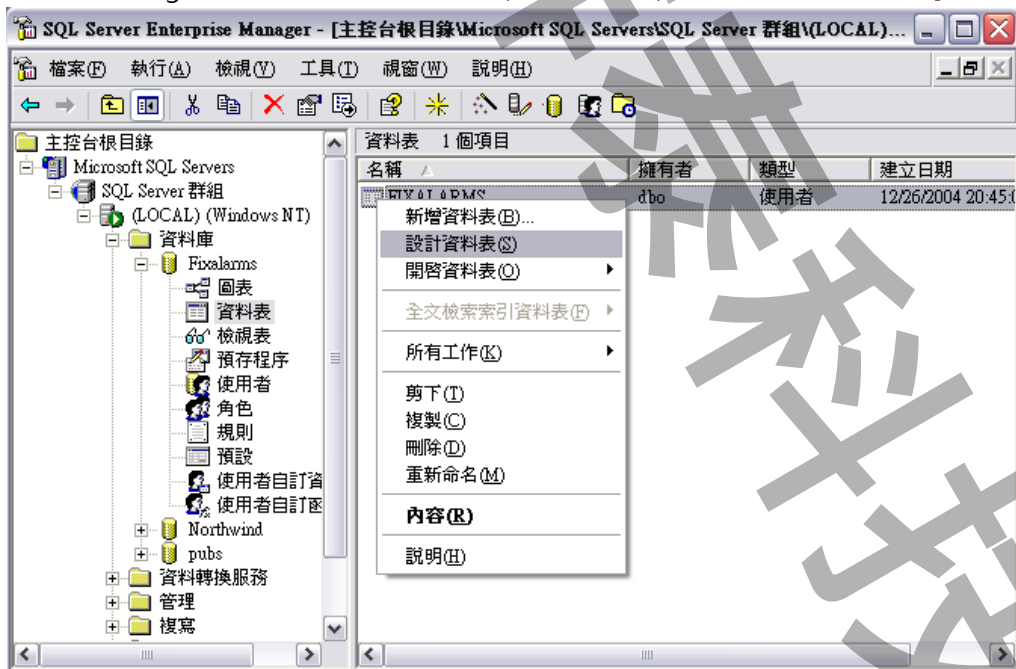 SQL Server Enterprise Manager - [主控台根目錄\Microsoft SQL Servers\SQL Server 群組\(LOCAL)...
檔案(F) 執行(A) 檢視(V) 工具(T) 視窗(W) 說明(H)
主控台根目錄
Microsoft SQL Servers
SQL Server 群組
(LOCAL) (Windows NT)
資料庫
Fixalarms
圖表
資料表
檢視表
預存程序
使用者
角色
規則
預設
使用者自訂資
使用者自訂函
Northwind
pubs
資料轉換服務
管理
複寫
資料表 1 個項目
名稱 擁有者 類型 建立日期
FIXALARMS dbo 使用者 12/26/2004 20:45:0
新增資料表(B)...
設計資料表(S)
開啟資料表(O)
全文檢索索引資料表(F)
所有工作(K)
剪下(T)
複製(C)
刪除(D)
重新命名(M)
內容(R)
說明(H)